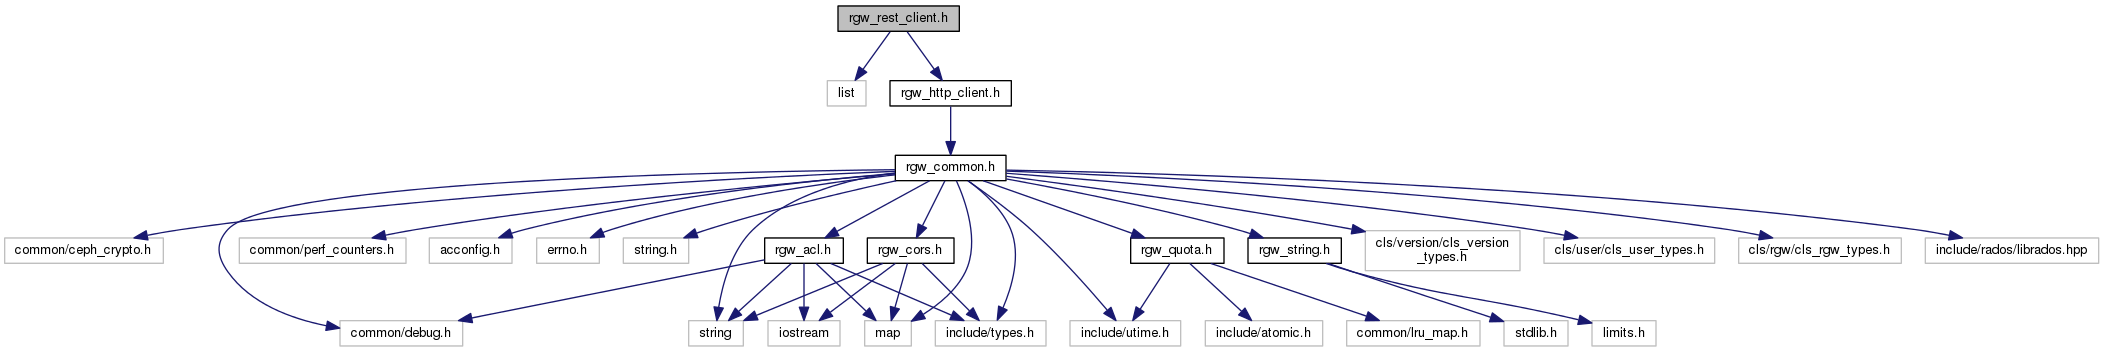 rgw_rest_client.h
list
rgw_http_client.h
rgw_common.h
common/ceph_crypto.h
common/perf_counters.h
acconfig.h
errno.h
string.h
rgw_acl.h
rgw_cors.h
rgw_quota.h
rgw_string.h
cls/version/cls_version
_types.h
cls/user/cls_user_types.h
cls/rgw/cls_rgw_types.h
include/rados/librados.hpp
common/debug.h
string
iostream
map
include/types.h
include/utime.h
include/atomic.h
common/lru_map.h
stdlib.h
limits.h